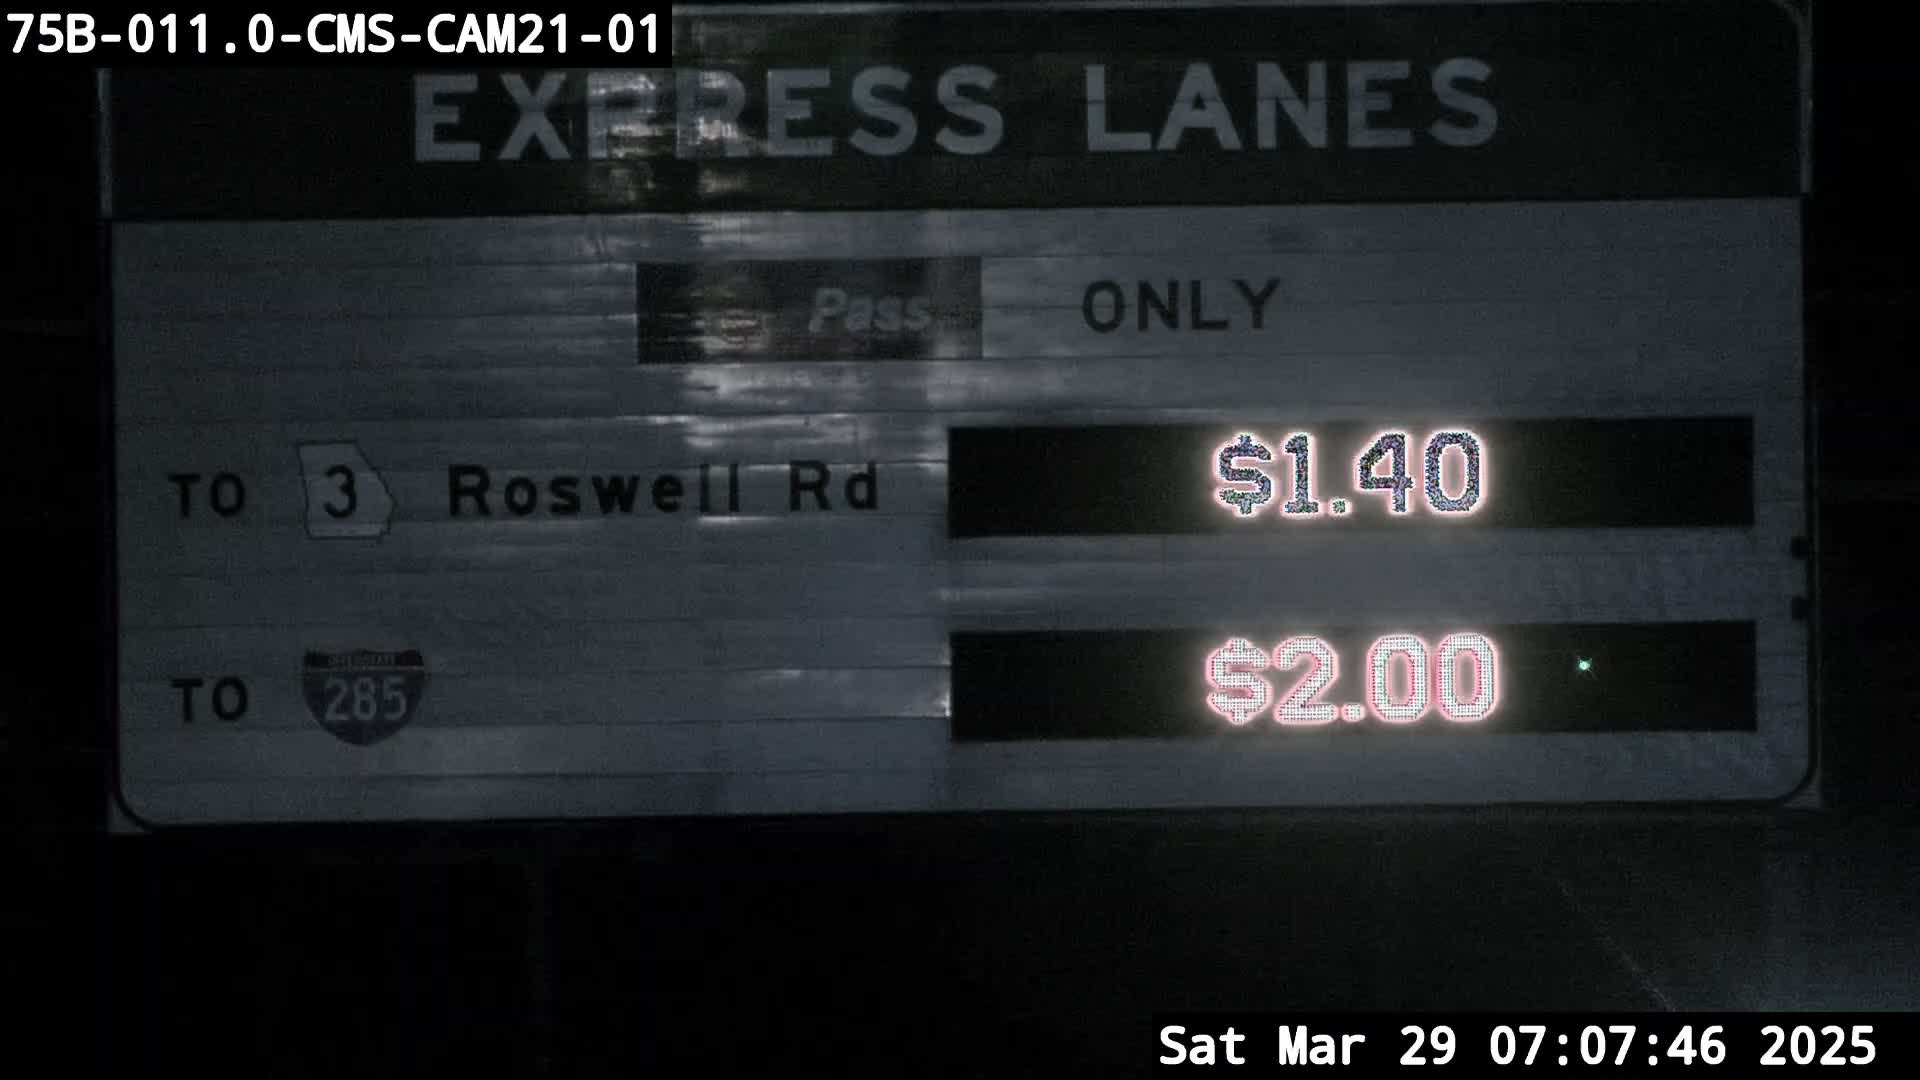 75B-011.0-CMS-CAM21-01
EXPRESS LANES
Pass ONLY
TO 3 Roswell Rd $1.40
TO INTERSTATE 285 $2.00
Sat Mar 29 07:07:46 2025